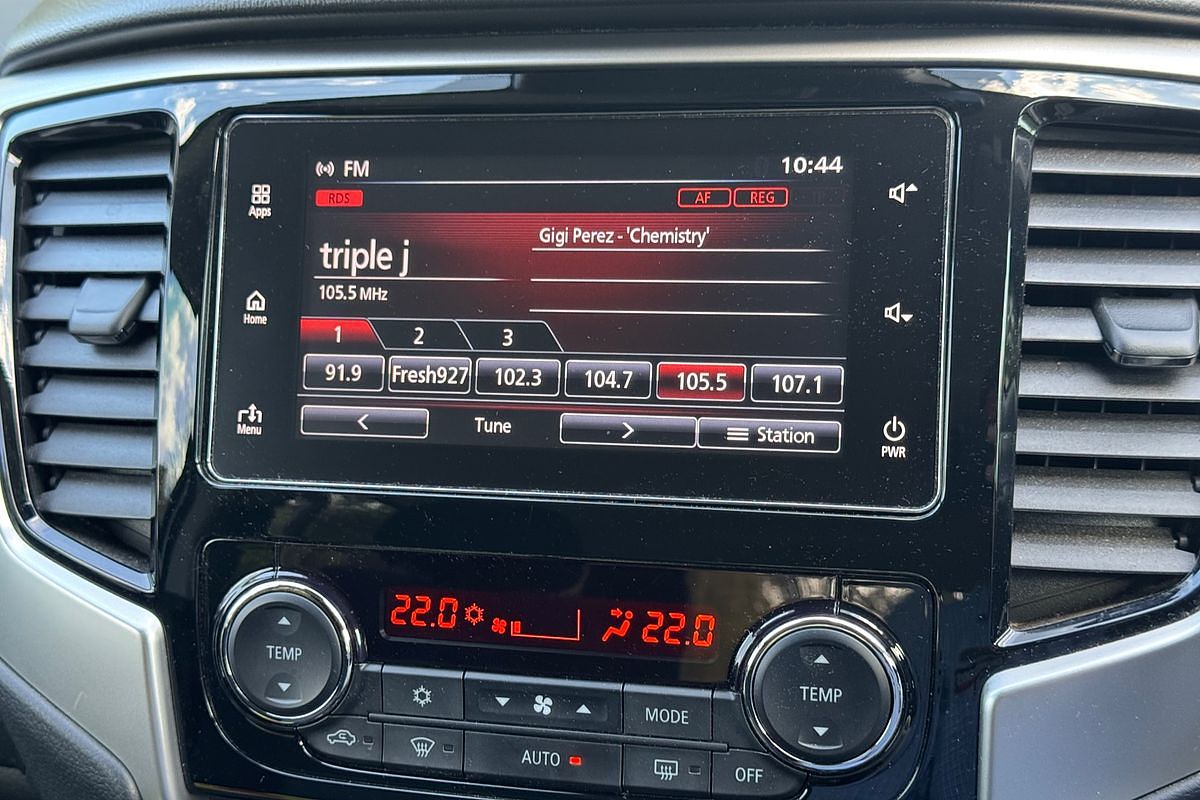 FM
10:44
Apps
RDS
AF
REG
triple j
Gigi Perez - 'Chemistry'
105.5 MHz
Home
1
2
3
91.9
Fresh927
102.3
104.7
105.5
107.1
Menu
<
Tune
>
Station
PWR
22.0
22.0
TEMP
TEMP
MODE
AUTO
OFF